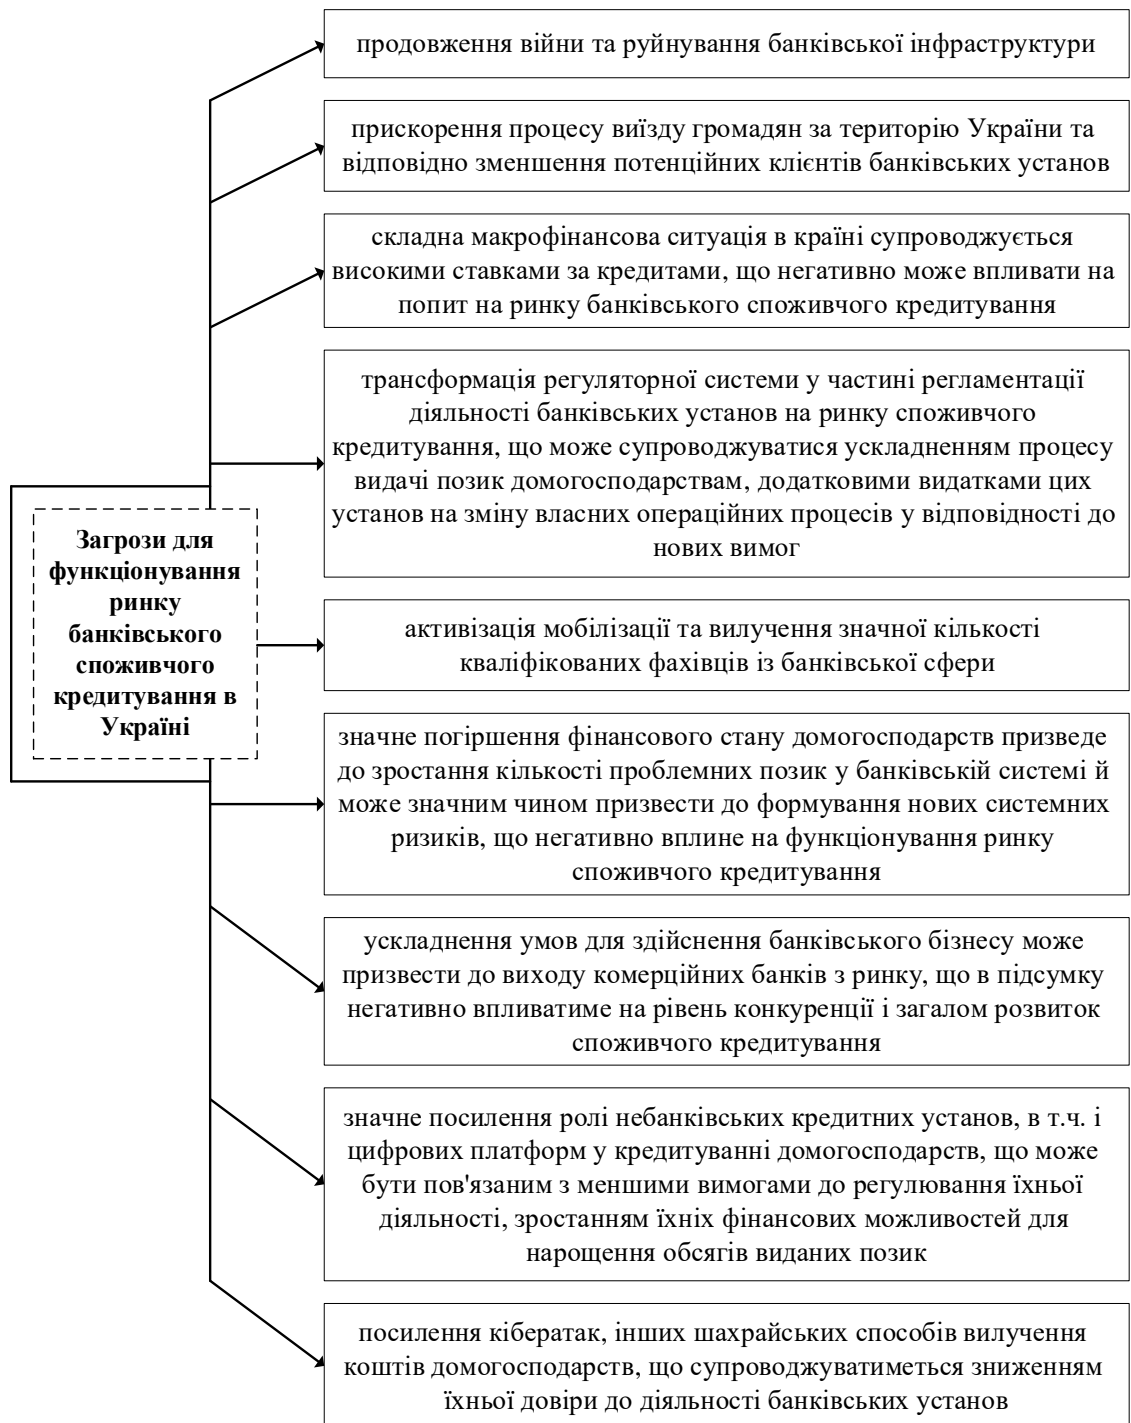 продовження війни та руйнування банківської інфраструктури
прискорення процесу виїзду громадян за територію України та
відповідно зменшення потенційних клієнтів банківських установ
складна макрофінансова ситуація в країні супроводжується
високими ставками за кредитами, що негативно може впливати на
попит на ринку банківського споживчого кредитування
трансформація регуляторної системи у частині регламентації
діяльності банківських установ на ринку споживчого
кредитування, що може супроводжуватися ускладненням процесу
видачі позик домогосподарствам, додатковими видатками цих
установ на зміну власних операційних процесів у відповідності до
нових вимог
Загрози для
функціонування
ринку
банківського
споживчого
кредитування в
Україні
активізація мобілізації та вилучення значної кількості
кваліфікованих фахівців із банківської сфери
значне погіршення фінансового стану домогосподарств призведе
до зростання кількості проблемних позик у банківській системі й
може значним чином призвести до формування нових системних
ризиків, що негативно вплине на функціонування ринку
споживчого кредитування
ускладнення умов для здійснення банківського бізнесу може
призвести до виходу комерційних банків з ринку, що в підсумку
негативно впливатиме на рівень конкуренції і загалом розвиток
споживчого кредитування
значне посилення ролі небанківських кредитних установ, в т.ч. і
цифрових платформ у кредитуванні домогосподарств, що може
бути пов'язаним з меншими вимогами до регулювання їхньої
діяльності, зростанням їхніх фінансових можливостей для
нарощення обсягів виданих позик
посилення кібератак, інших шахрайських способів вилучення
коштів домогосподарств, що супроводжуватиметься зниженням
їхньої довіри до діяльності банківських установ